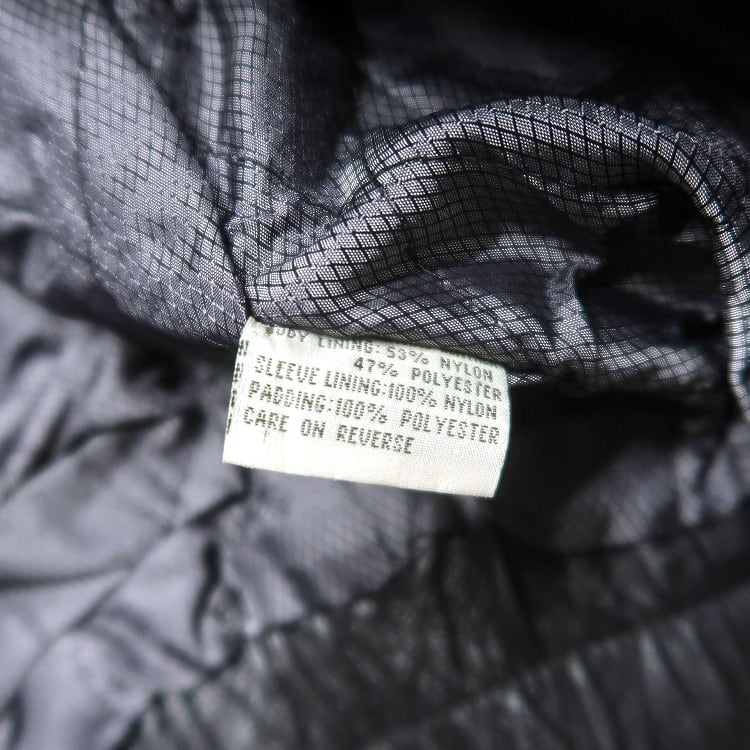 BODY LINING: 53% NYLON
47% POLYESTER
SLEEVE LINING:100% NYLON
PADDING:100% POLYESTER
CARE ON REVERSE